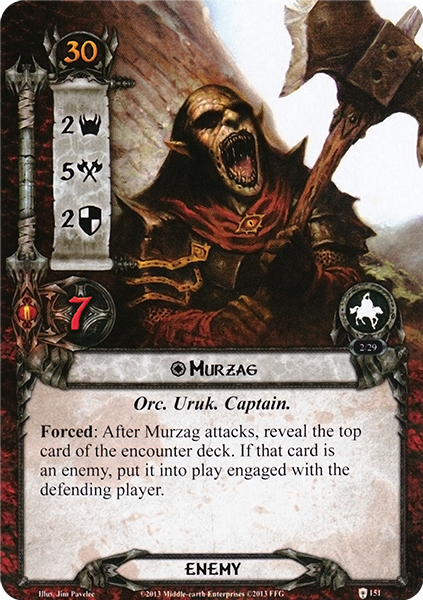 30
2
5
2
7
2/29
Murzag
Orc. Uruk. Captain.
Forced: After Murzag attacks, reveal the top
card of the encounter deck. If that card is
an enemy, put it into play engaged with the
defending player.
ENEMY
Illus. Jim Pavelec ©2013 Middle-earth Enterprises ©2013 FFG 151